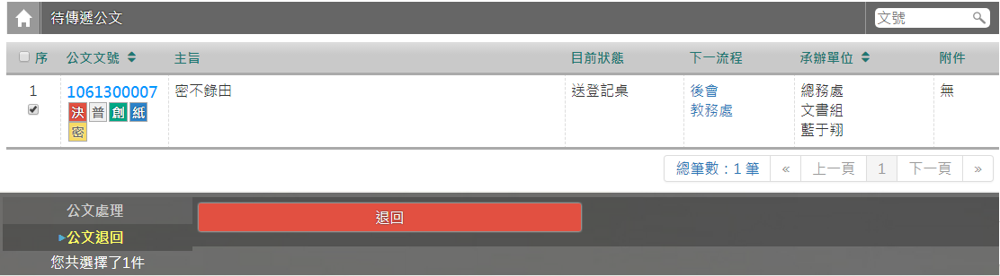 待傳遞公文
文號
序 公文文號 主旨 目前狀態 下一流程 承辦單位 附件
1 1061300007 密不錄由 送登記桌 後會 總務處 無
決 普 創 紙 教務處 文書組
密 藍于翔
總筆數：1 筆 « 上一頁 1 下一頁 »
公文處理 退回
公文退回
您共選擇了1件